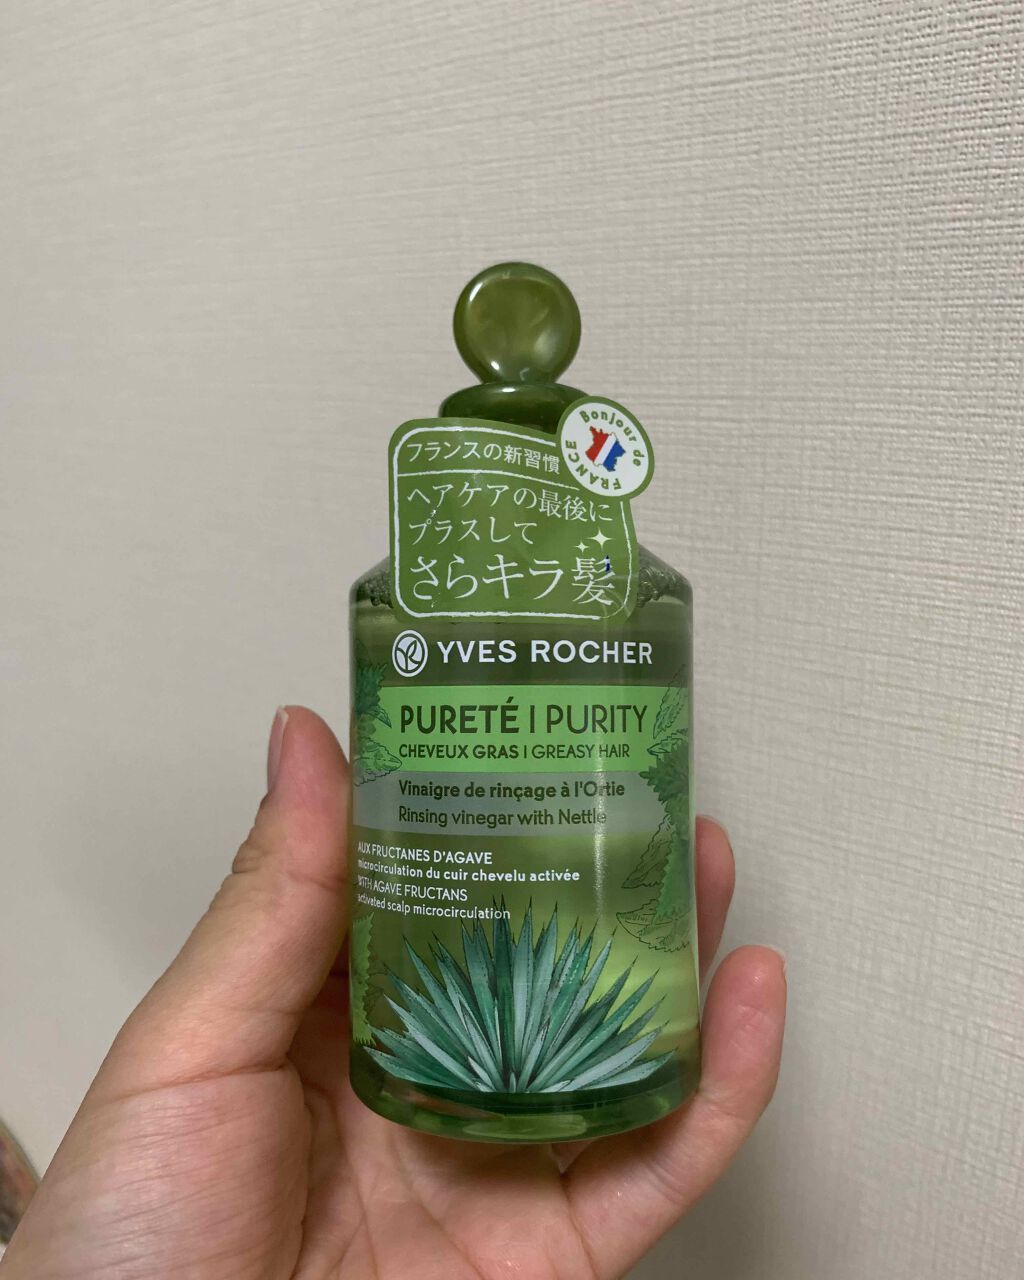 Bonjour de FRANCE
フランスの新習慣
ヘアケアの最後に
プラスして
さらキラ髪
YVES ROCHER
PURETÉ | PURITY
CHEVEUX GRAS | GREASY HAIR
Vinaigre de rinçage à l'Ortie
Rinsing vinegar with Nettle
AUX FRUCTANES D'AGAVE
microcirculation du cuir chevelu activée
WITH AGAVE FRUCTANS
activated scalp microcirculation